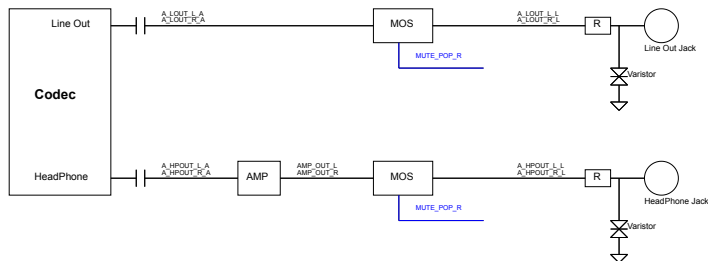 Line Out
A_LOUT_L_A
A_LOUT_R_A
MOS
A_LOUT_L_L
A_LOUT_R_L
R
Line Out Jack
MUTE_POP_R
Varistor
Codec
HeadPhone
A_HPOUT_L_A
A_HPOUT_R_A
AMP
AMP_OUT_L
AMP_OUT_R
MOS
A_HPOUT_L_L
A_HPOUT_R_L
R
HeadPhone Jack
MUTE_POP_R
Varistor